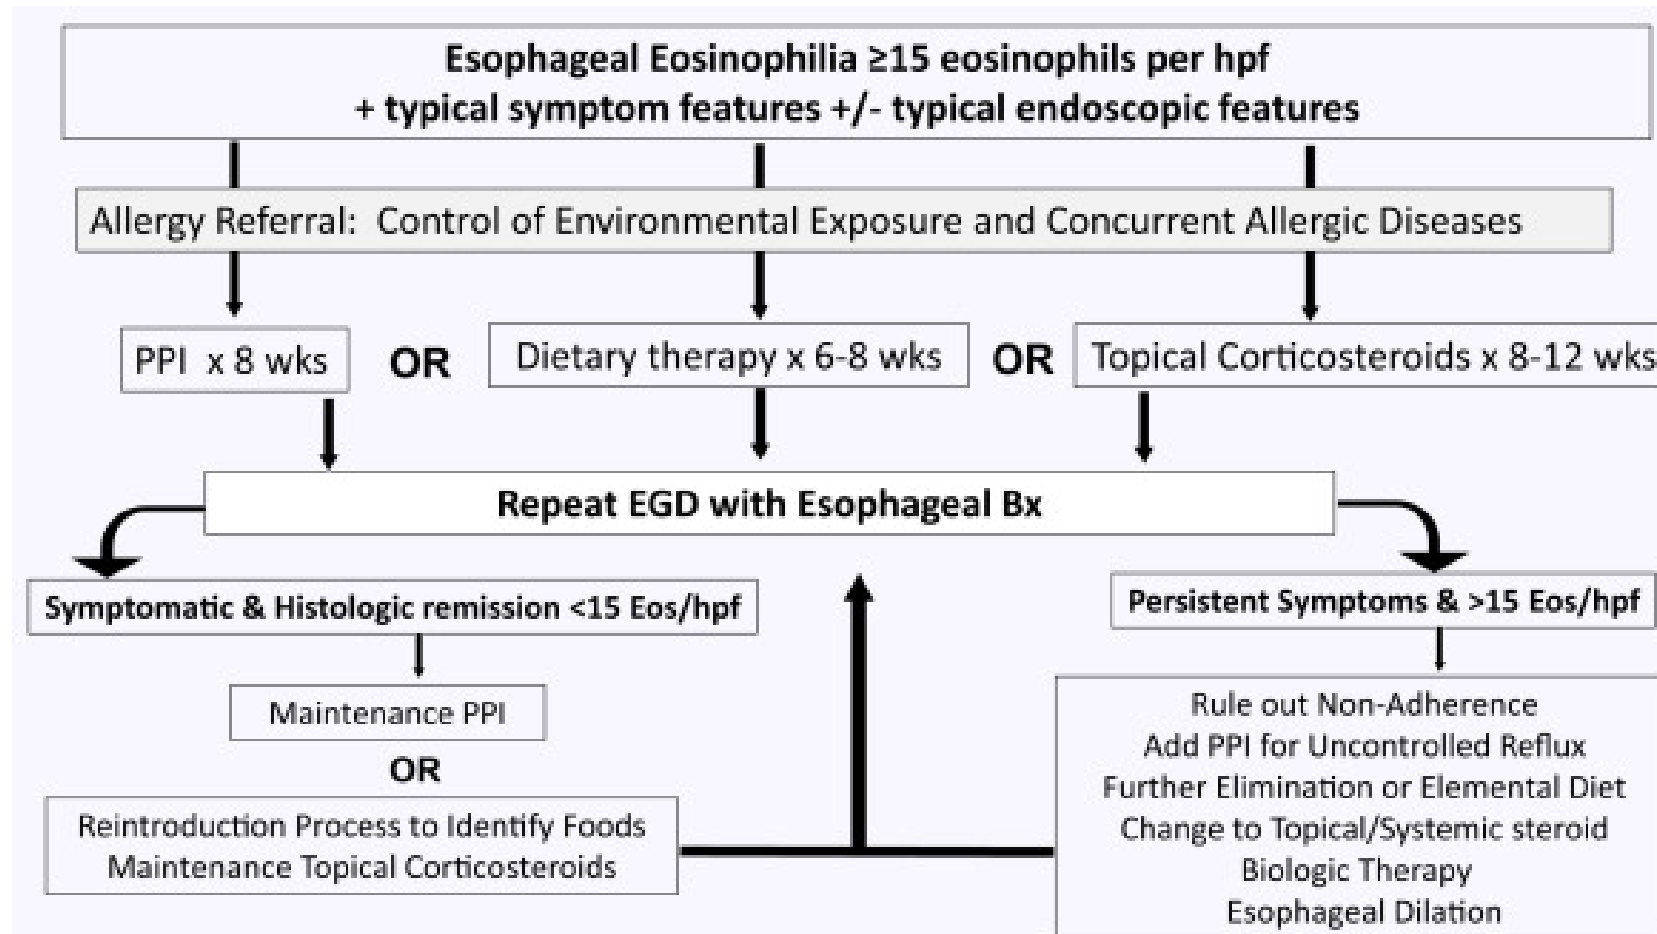 Esophageal Eosinophilia ≥15 eosinophils per hpf
+ typical symptom features +/- typical endoscopic features
Allergy Referral: Control of Environmental Exposure and Concurrent Allergic Diseases
PPI x 8 wks
OR
Dietary therapy x 6-8 wks
OR
Topical Corticosteroids x 8-12 wks
Repeat EGD with Esophageal Bx
Symptomatic & Histologic remission <15 Eos/hpf
Maintenance PPI
OR
Reintroduction Process to Identify Foods
Maintenance Topical Corticosteroids
Persistent Symptoms & >15 Eos/hpf
Rule out Non-Adherence
Add PPI for Uncontrolled Reflux
Further Elimination or Elemental Diet
Change to Topical/Systemic steroid
Biologic Therapy
Esophageal Dilation